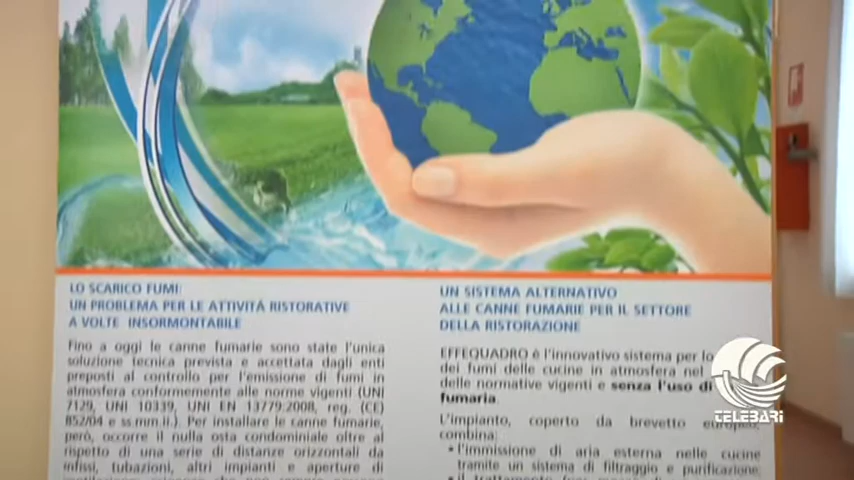 LO SCARICO FUMI:
UN PROBLEMA PER LE ATTIVITÀ RISTORATIVE
A VOLTE INSORMONTABILE
Fino a oggi le canne fumarie sono state l'unica
soluzione tecnica prevista e accettata dagli enti
preposti al controllo per l'emissione di fumi in
atmosfera conformemente alle norme vigenti (UNI
7129, UNI 10339, UNI EN 13779:2008, reg. (CE)
852/04 e ss.mm.ii.). Per installare le canne fumarie,
però, occorre il nulla osta condominiale oltre al
rispetto di una serie di distanze legali da
infissi, tubazioni, altri impianti e aperture e
UN SISTEMA ALTERNATIVO
ALLE CANNE FUMARIE PER IL SETTORE
DELLA RISTORAZIONE
EFFEQUADRO è l'innovativo sistema per lo
dei fumi delle cucine in atmosfera nel
delle normative vigenti e senza l'uso di
fumaria.
L'impianto, coperto da brevetto europeo,
combina:
• l'immissione di aria esterna nelle cucine
tramite un sistema di filtraggio e purificazione
• il trattamento
TELEBARI